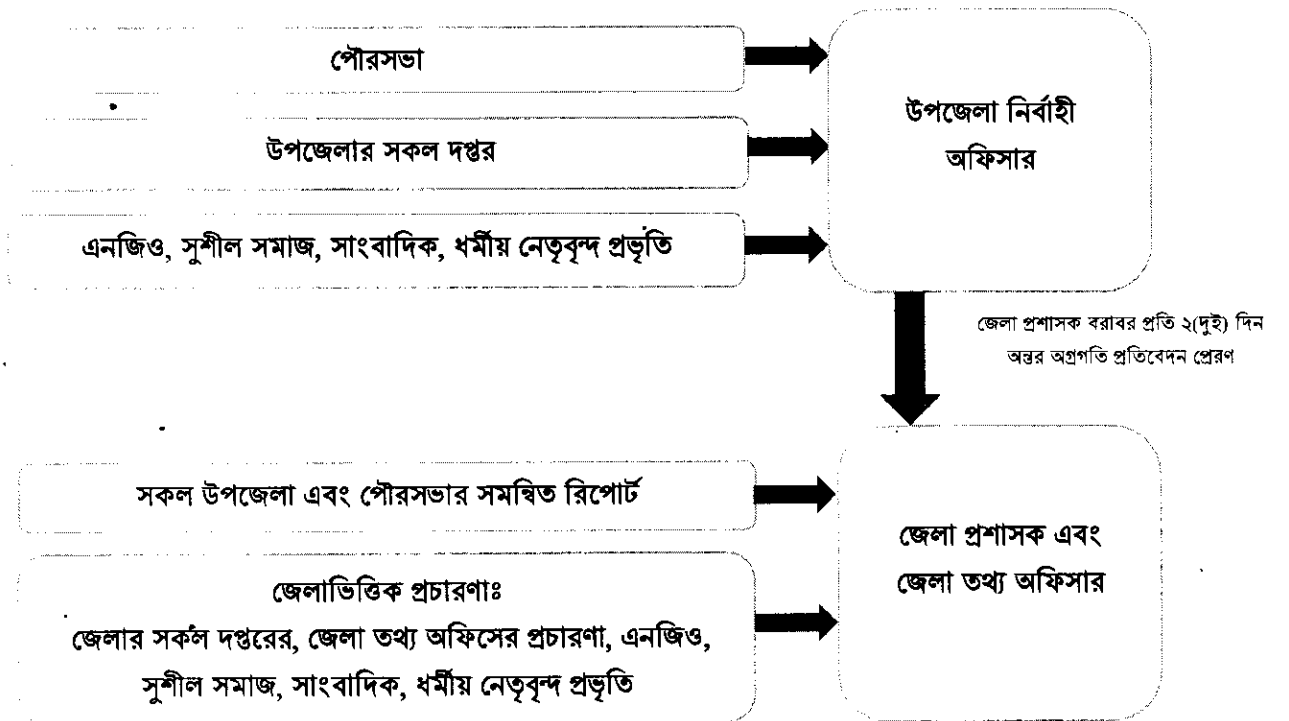 পৌরসভা
উপজেলার সকল দপ্তর
এনজিও, সুশীল সমাজ, সাংবাদিক, ধর্মীয় নেতৃবৃন্দ প্রভৃতি
উপজেলা নির্বাহী
অফিসার
জেলা প্রশাসক বরাবর প্রতি ২(দুই) দিন
অন্তর অগ্রগতি প্রতিবেদন প্রেরণ
সকল উপজেলা এবং পৌরসভার সমন্বিত রিপোর্ট
জেলাভিত্তিক প্রচারণাঃ
জেলার সকল দপ্তরের, জেলা তথ্য অফিসের প্রচারণা, এনজিও,
সুশীল সমাজ, সাংবাদিক, ধর্মীয় নেতৃবৃন্দ প্রভৃতি
জেলা প্রশাসক এবং
জেলা তথ্য অফিসার